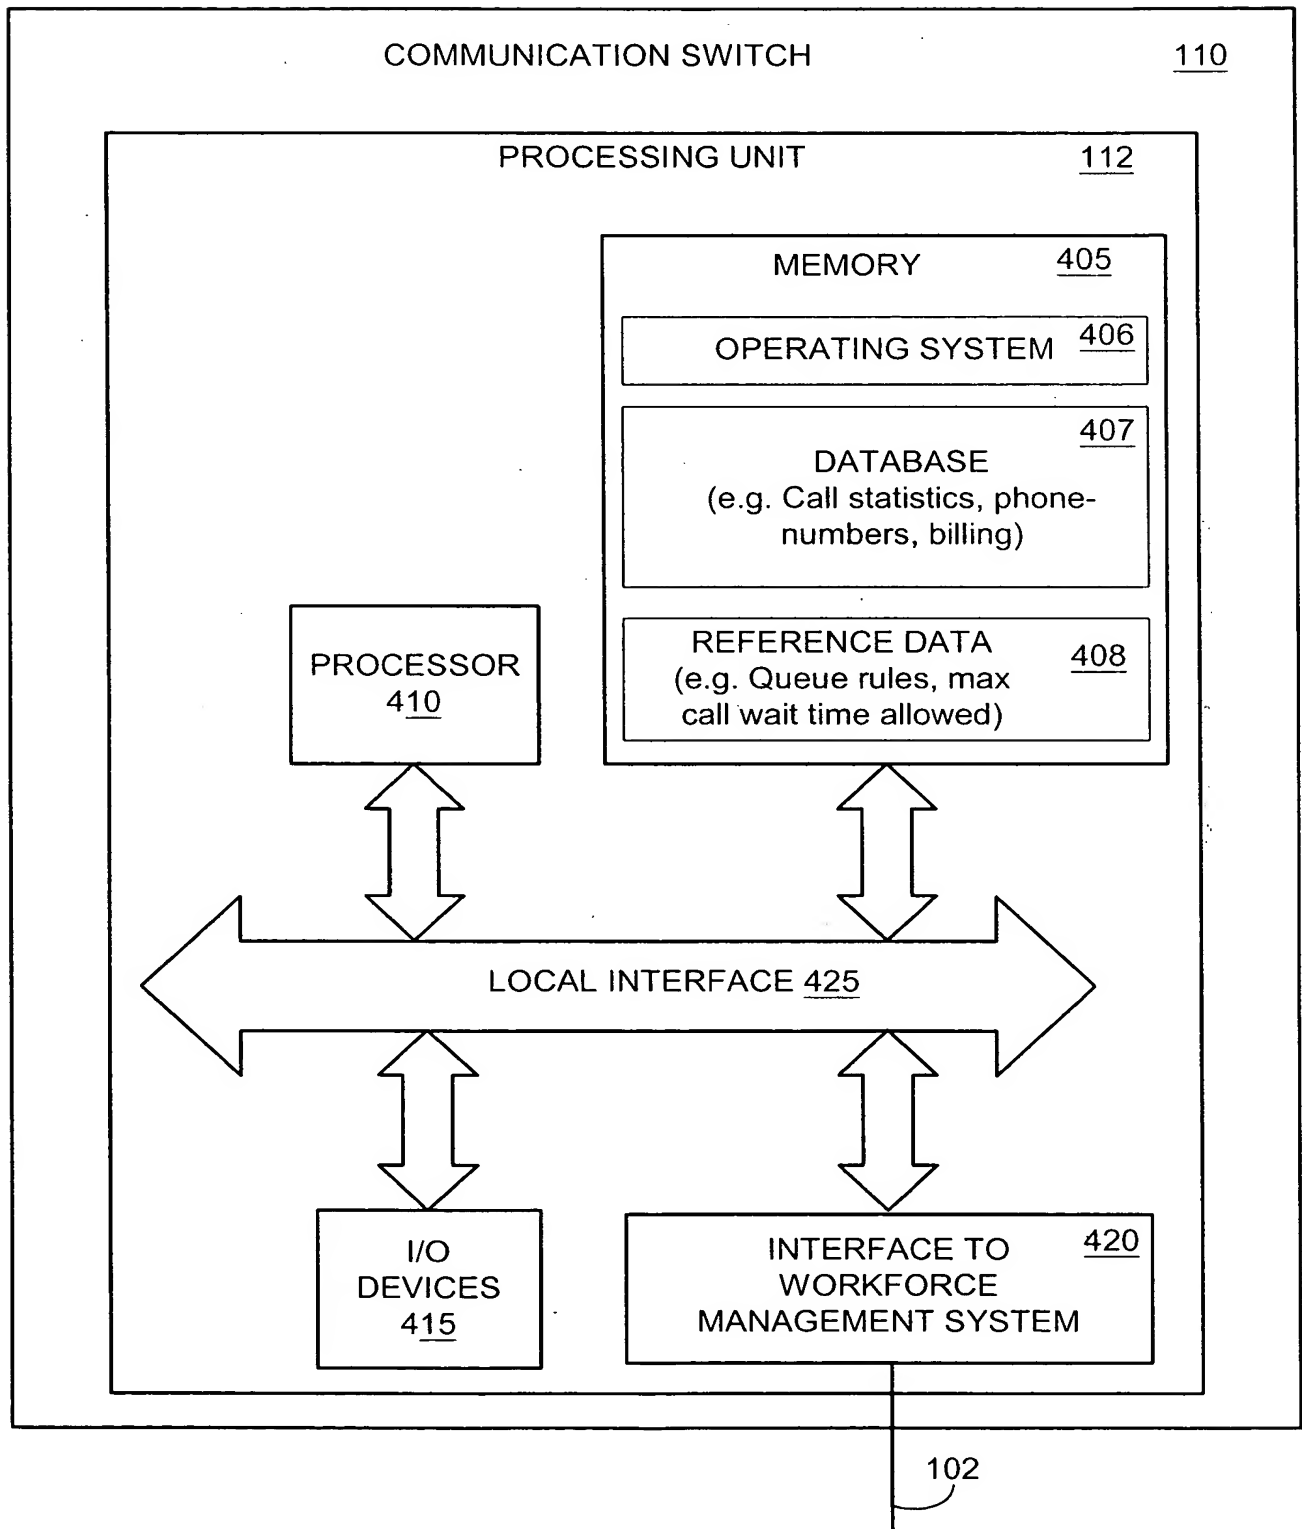 COMMUNICATION SWITCH 110
PROCESSING UNIT 112
MEMORY 405
OPERATING SYSTEM 406
407
DATABASE
(e.g. Call statistics, phone-
numbers, billing)
REFERENCE DATA 408
(e.g. Queue rules, max
call wait time allowed)
PROCESSOR
410
LOCAL INTERFACE 425
I/O
DEVICES
415
INTERFACE TO 420
WORKFORCE
MANAGEMENT SYSTEM
102